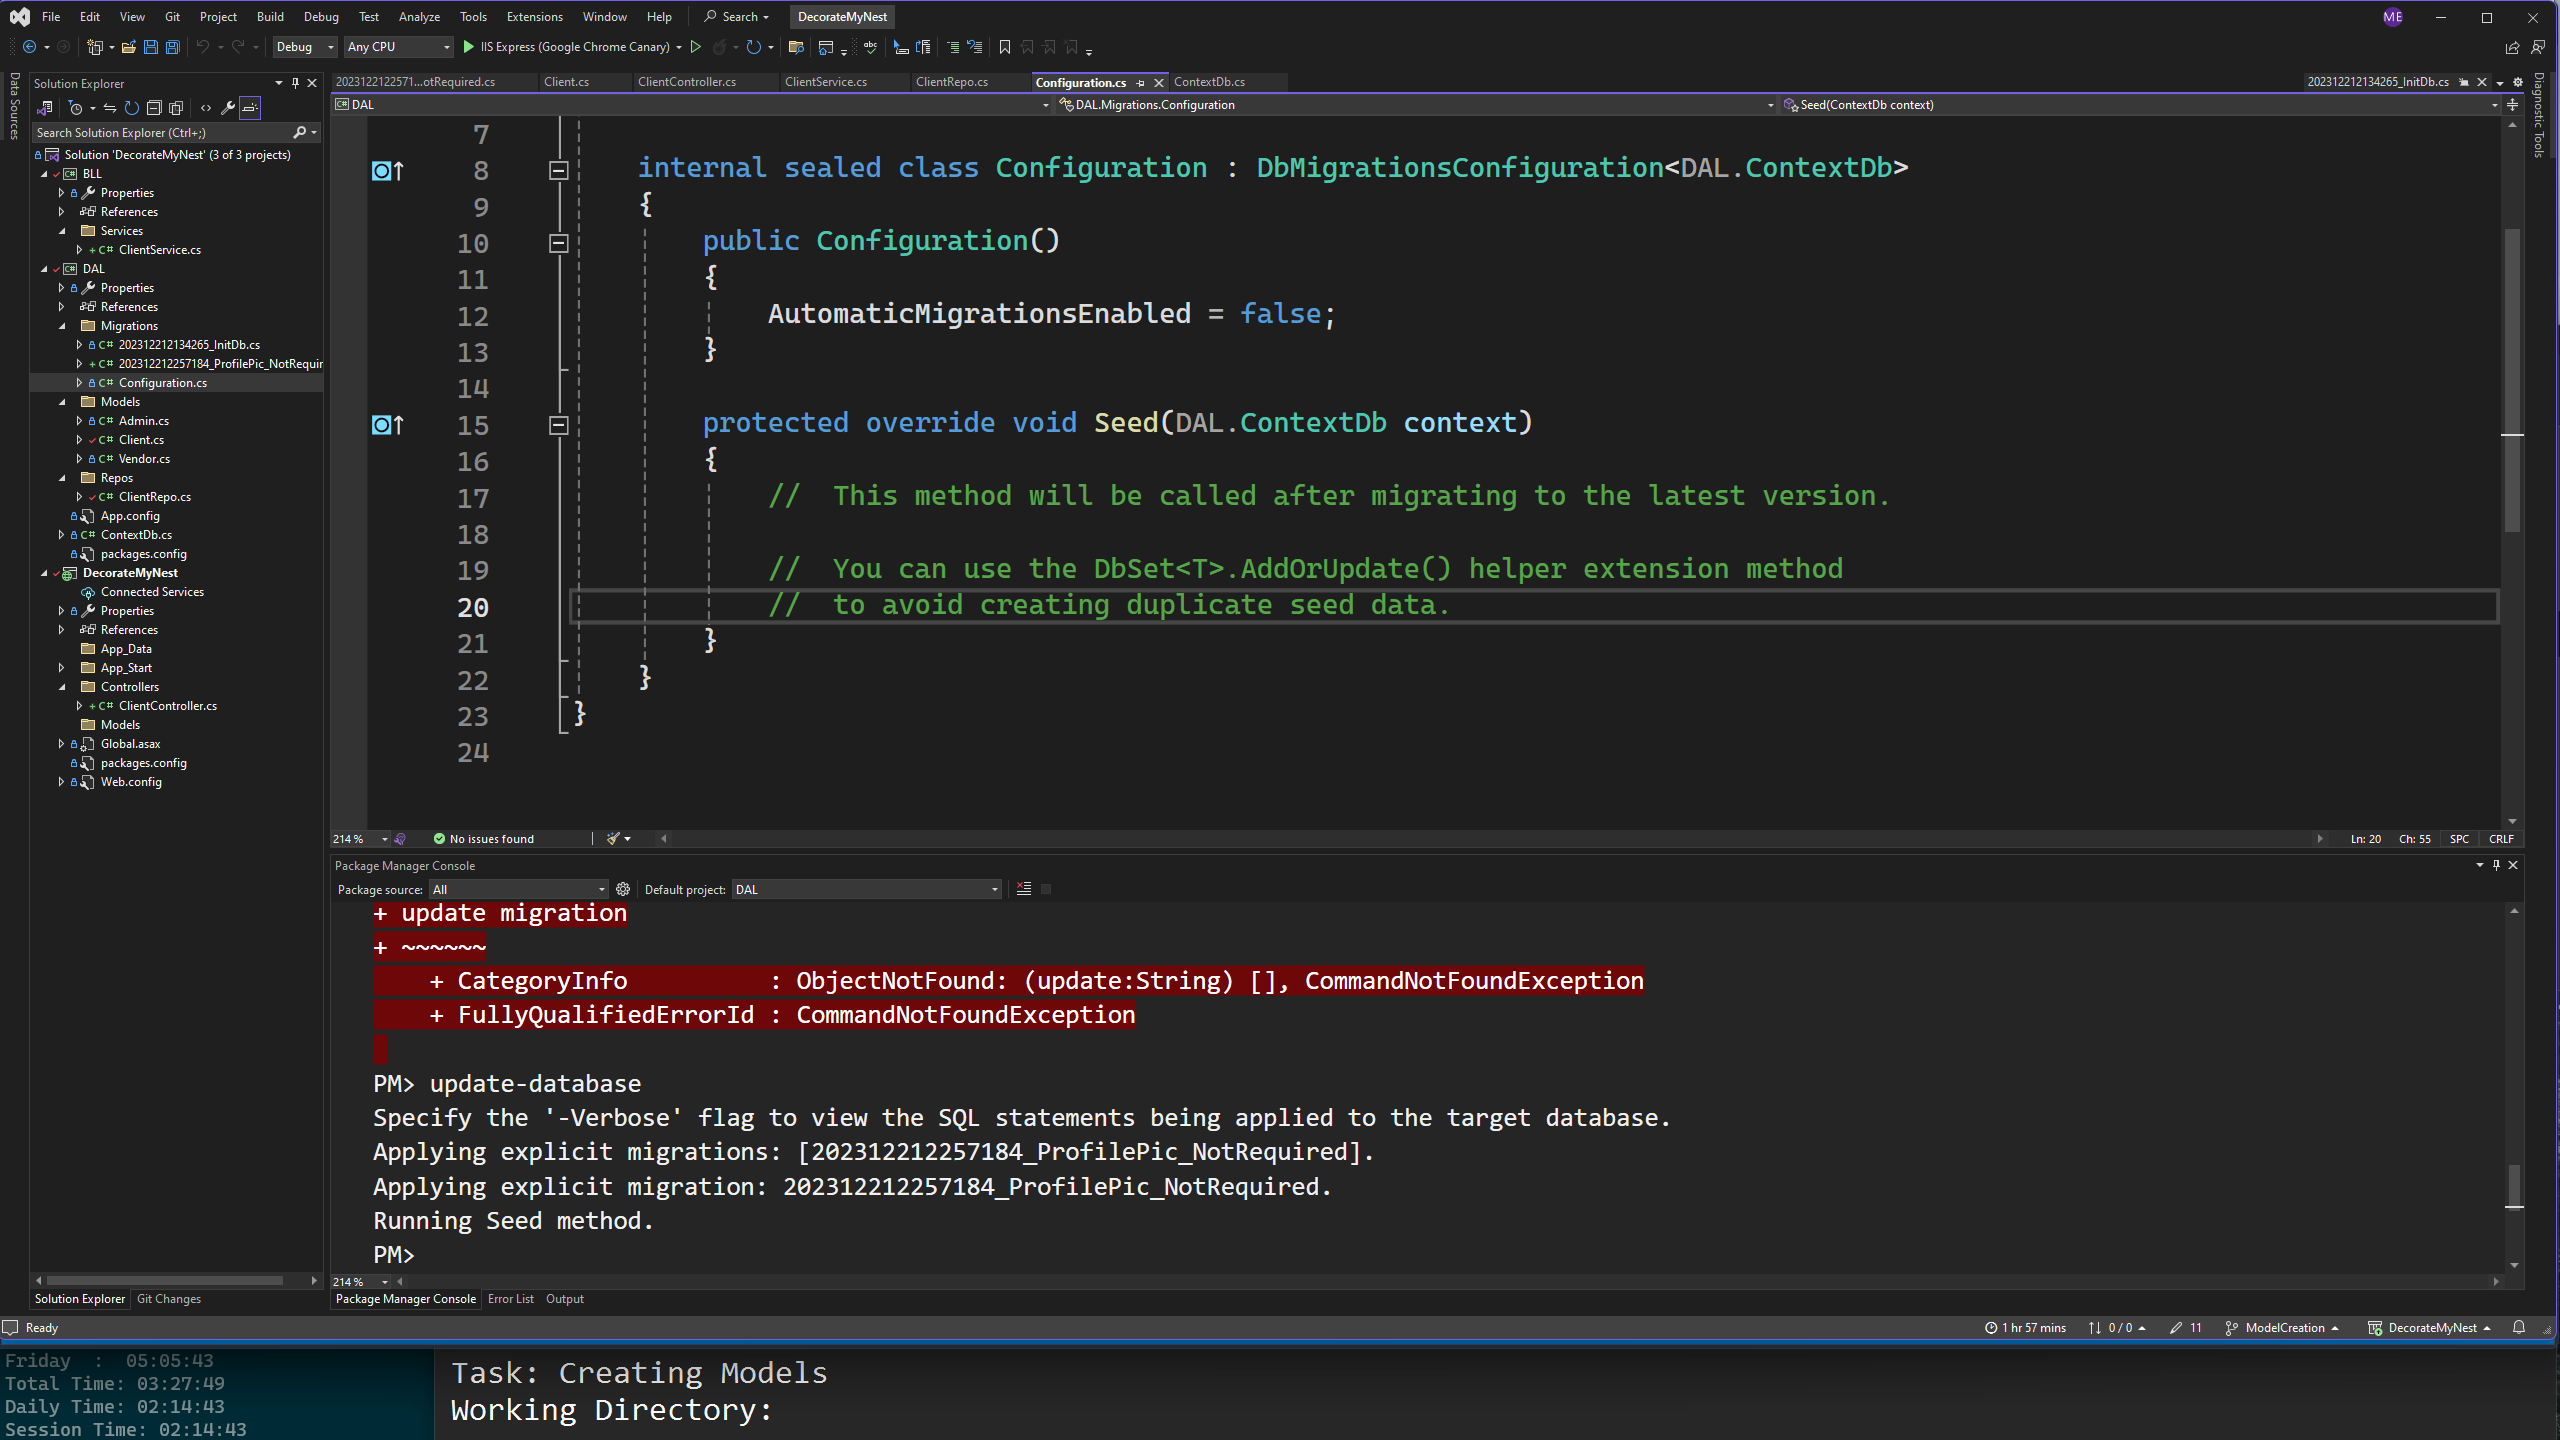 File Edit View Git Project Build Debug Test Analyze Tools Extensions Window Help Search DecorateMyNest ME
Debug Any CPU IIS Express (Google Chrome Canary)
Data Sources
Solution Explorer
Search Solution Explorer (Ctrl+;)
Solution 'DecorateMyNest' (3 of 3 projects)
BLL
Properties
References
Services
C# ClientService.cs
DAL
Properties
References
Migrations
C# 202312212134265_InitDb.cs
C# 202312212257184_ProfilePic_NotRequir
C# Configuration.cs
Models
C# Admin.cs
C# Client.cs
C# Vendor.cs
Repos
C# ClientRepo.cs
App.config
C# ContextDb.cs
packages.config
DecorateMyNest
Connected Services
Properties
References
App_Data
App_Start
Controllers
C# ClientController.cs
Models
Global.asax
packages.config
Web.config
Solution Explorer Git Changes
2023122122571...otRequired.cs Client.cs ClientController.cs ClientService.cs ClientRepo.cs Configuration.cs ContextDb.cs 202312212134265_InitDb.cs
DAL DAL.Migrations.Configuration Seed(ContextDb context)
7
8 internal sealed class Configuration : DbMigrationsConfiguration<DAL.ContextDb>
9 {
10 public Configuration()
11 {
12 AutomaticMigrationsEnabled = false;
13 }
14
15 protected override void Seed(DAL.ContextDb context)
16 {
17 // This method will be called after migrating to the latest version.
18
19 // You can use the DbSet<T>.AddOrUpdate() helper extension method
20 // to avoid creating duplicate seed data.
21 }
22 }
23 }
24
214 % No issues found Ln: 20 Ch: 55 SPC CRLF
Diagnostic Tools
Package Manager Console
Package source: All Default project: DAL
+ update migration
+ ~~~~~~
+ CategoryInfo : ObjectNotFound: (update:String) [], CommandNotFoundException
+ FullyQualifiedErrorId : CommandNotFoundException
PM> update-database
Specify the '-Verbose' flag to view the SQL statements being applied to the target database.
Applying explicit migrations: [202312212257184_ProfilePic_NotRequired].
Applying explicit migration: 202312212257184_ProfilePic_NotRequired.
Running Seed method.
PM>
214 %
Package Manager Console Error List Output
Ready 1 hr 57 mins 0 / 0 11 ModelCreation DecorateMyNest
Friday : 05:05:43
Total Time: 03:27:49
Daily Time: 02:14:43
Session Time: 02:14:43
Task: Creating Models
Working Directory: